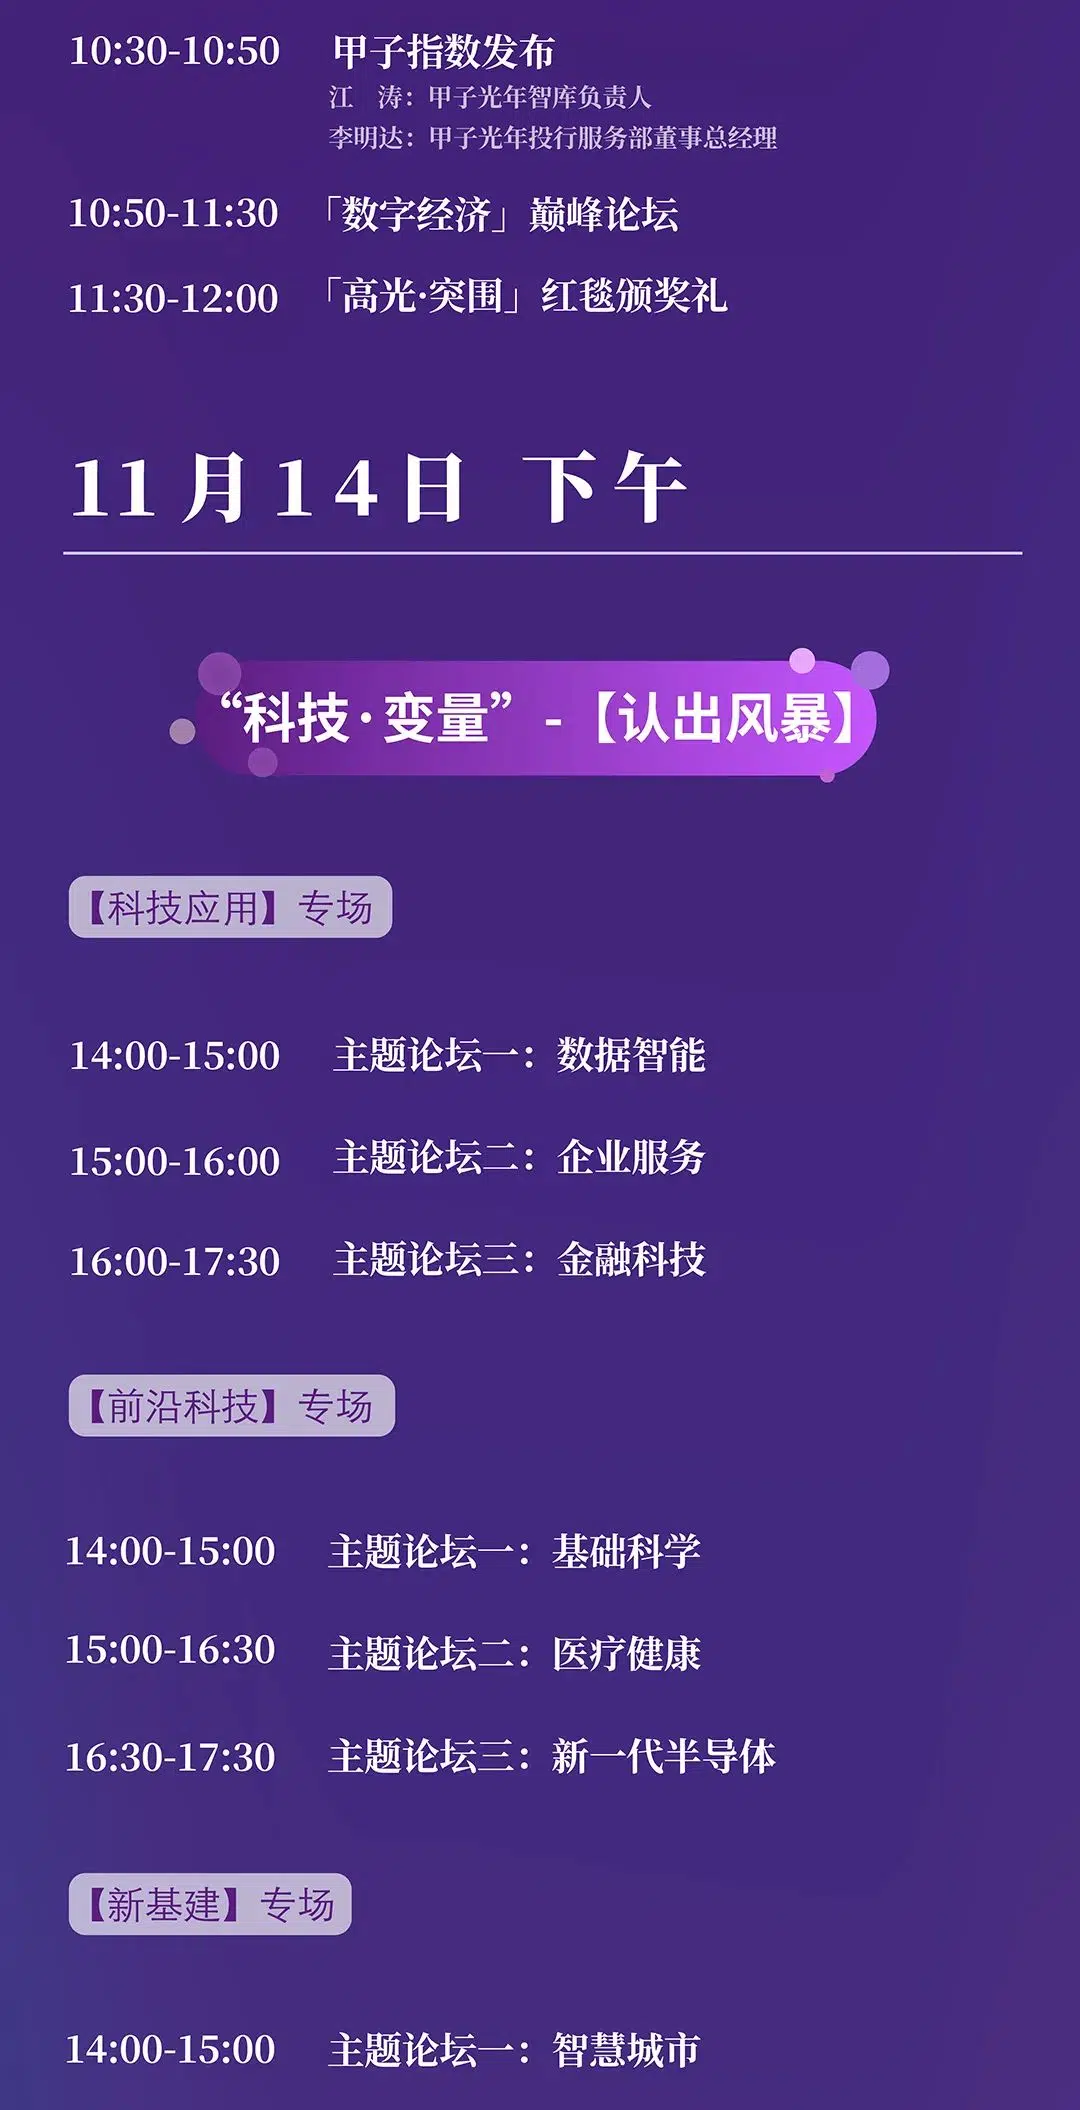 10:30-10:50 甲子指数发布
江 涛：甲子光年智库负责人
李明达：甲子光年投行服务部董事总经理
10:50-11:30 「数字经济」巅峰论坛
11:30-12:00 「高光·突围」红毯颁奖礼
11月14日 下午
“科技·变量”-【认出风暴】
【科技应用】专场
14:00-15:00 主题论坛一：数据智能
15:00-16:00 主题论坛二：企业服务
16:00-17:30 主题论坛三：金融科技
【前沿科技】专场
14:00-15:00 主题论坛一：基础科学
15:00-16:30 主题论坛二：医疗健康
16:30-17:30 主题论坛三：新一代半导体
【新基建】专场
14:00-15:00 主题论坛一：智慧城市